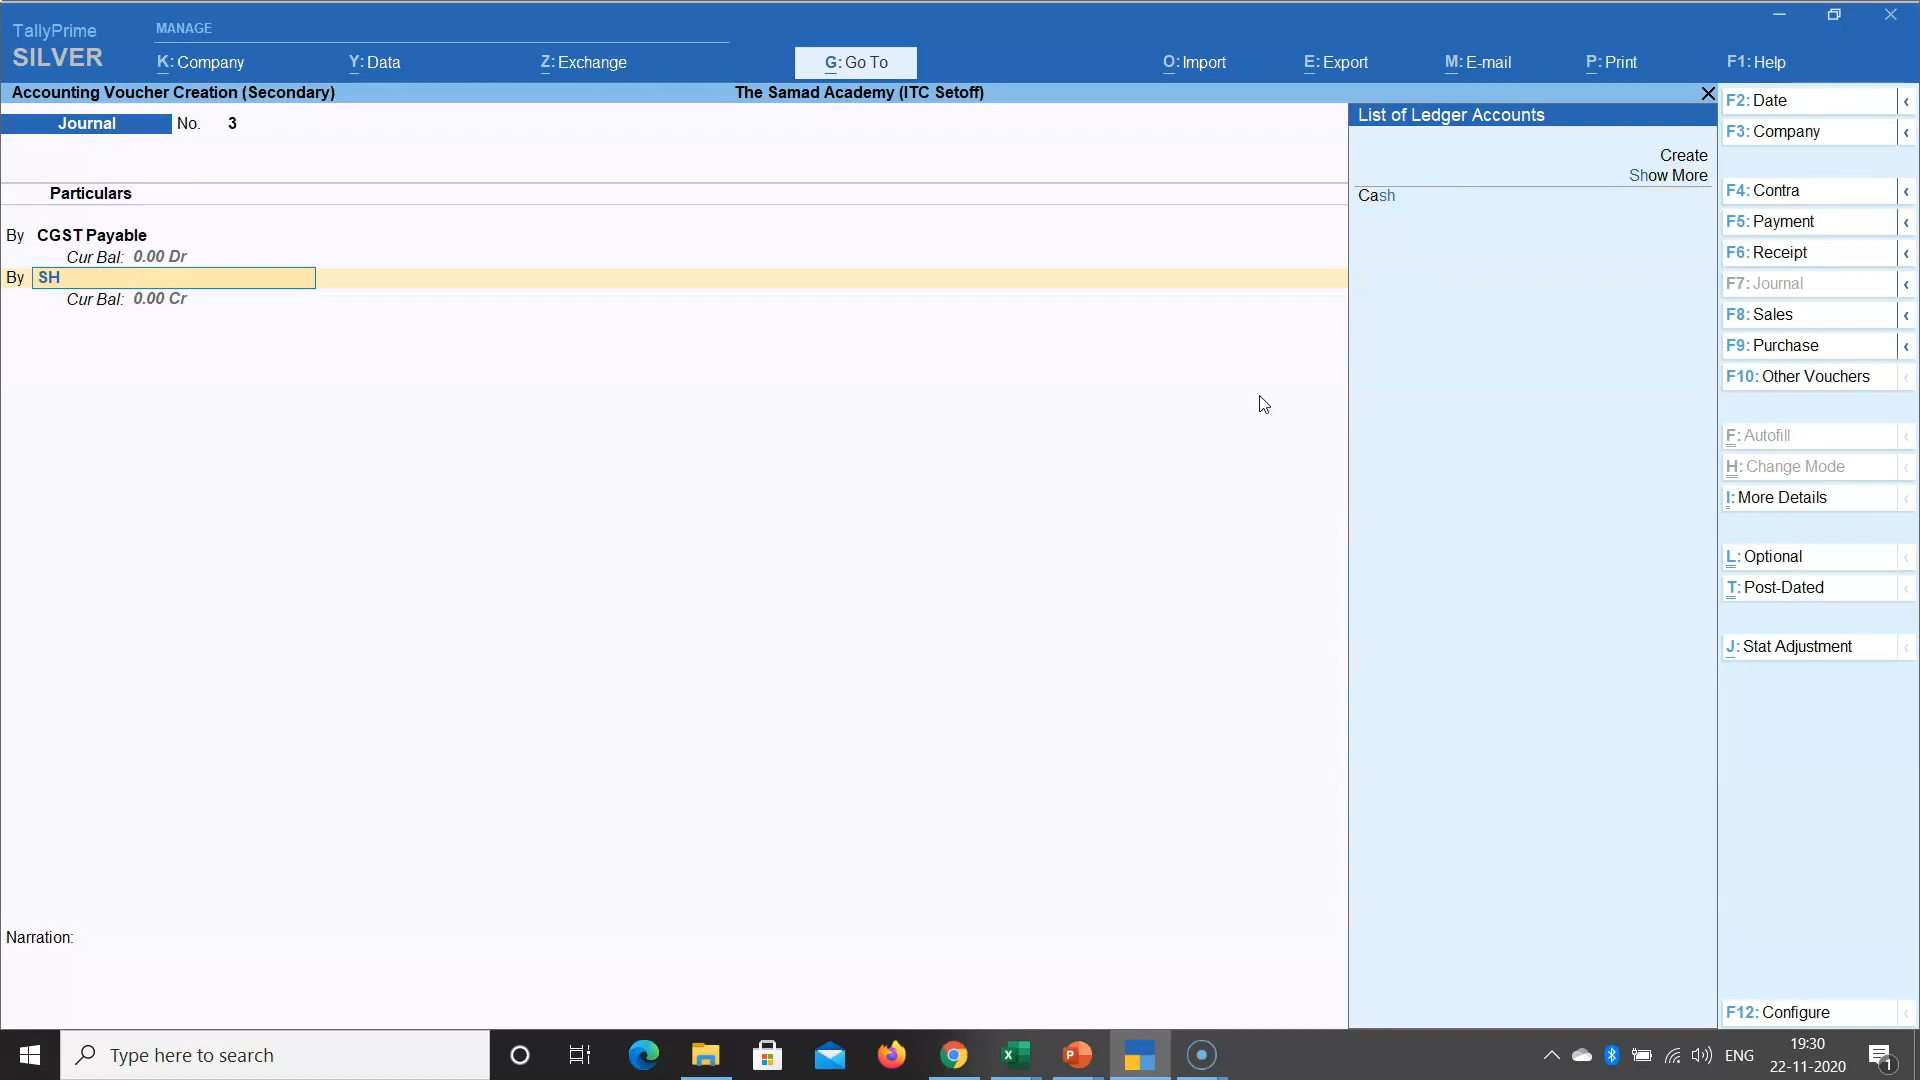 TallyPrime
SILVER
MANAGE
K: Company
Y: Data
Z: Exchange
G: Go To
O: Import
E: Export
M: E-mail
P: Print
F1: Help
Accounting Voucher Creation (Secondary)
The Samad Academy (ITC Setoff)
Journal No. 3
Particulars
By CGST Payable
Cur Bal: 0.00 Dr
By SH
Cur Bal: 0.00 Cr
Narration:
List of Ledger Accounts
Create
Show More
Cash
F2: Date
F3: Company
F4: Contra
F5: Payment
F6: Receipt
F7: Journal
F8: Sales
F9: Purchase
F10: Other Vouchers
F: Autofill
H: Change Mode
I: More Details
L: Optional
T: Post-Dated
J: Stat Adjustment
F12: Configure
Type here to search
ENG
19:30
22-11-2020
1